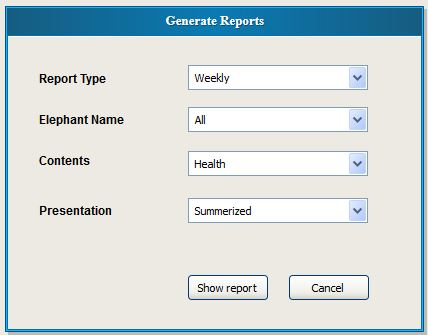 Generate Reports
Report Type Weekly
Elephant Name All
Contents Health
Presentation Summerized
Show report Cancel